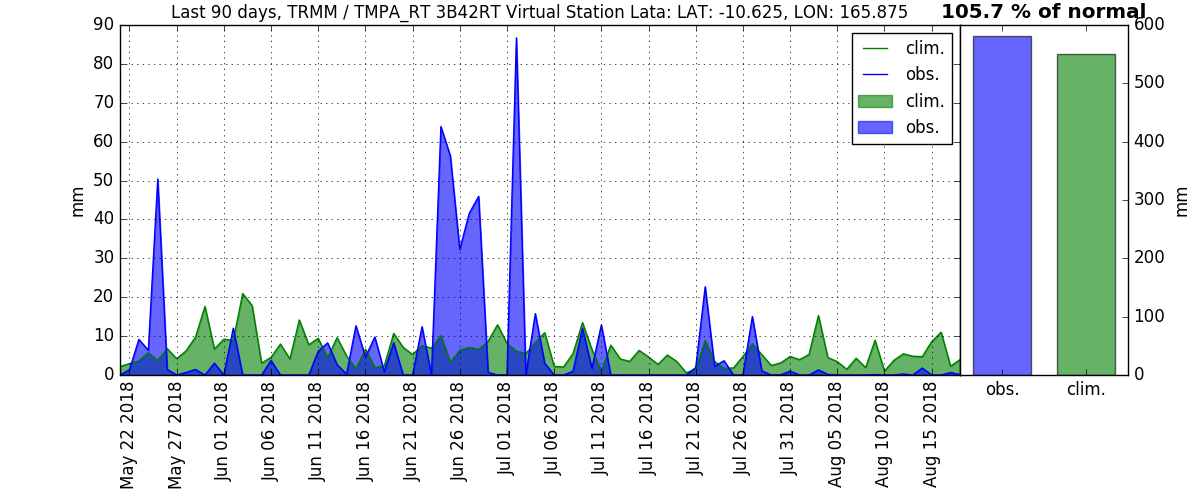 Last 90 days, TRMM / TMPA_RT 3B42RT Virtual Station Lata: LAT: -10.625, LON: 165.875
105.7 % of normal
90
80
70
60
50
40
30
20
10
0
mm
clim.
obs.
clim.
obs.
600
500
400
300
200
100
0
mm
obs.
clim.
May 22 2018
May 27 2018
Jun 01 2018
Jun 06 2018
Jun 11 2018
Jun 16 2018
Jun 21 2018
Jun 26 2018
Jul 01 2018
Jul 06 2018
Jul 11 2018
Jul 16 2018
Jul 21 2018
Jul 26 2018
Jul 31 2018
Aug 05 2018
Aug 10 2018
Aug 15 2018